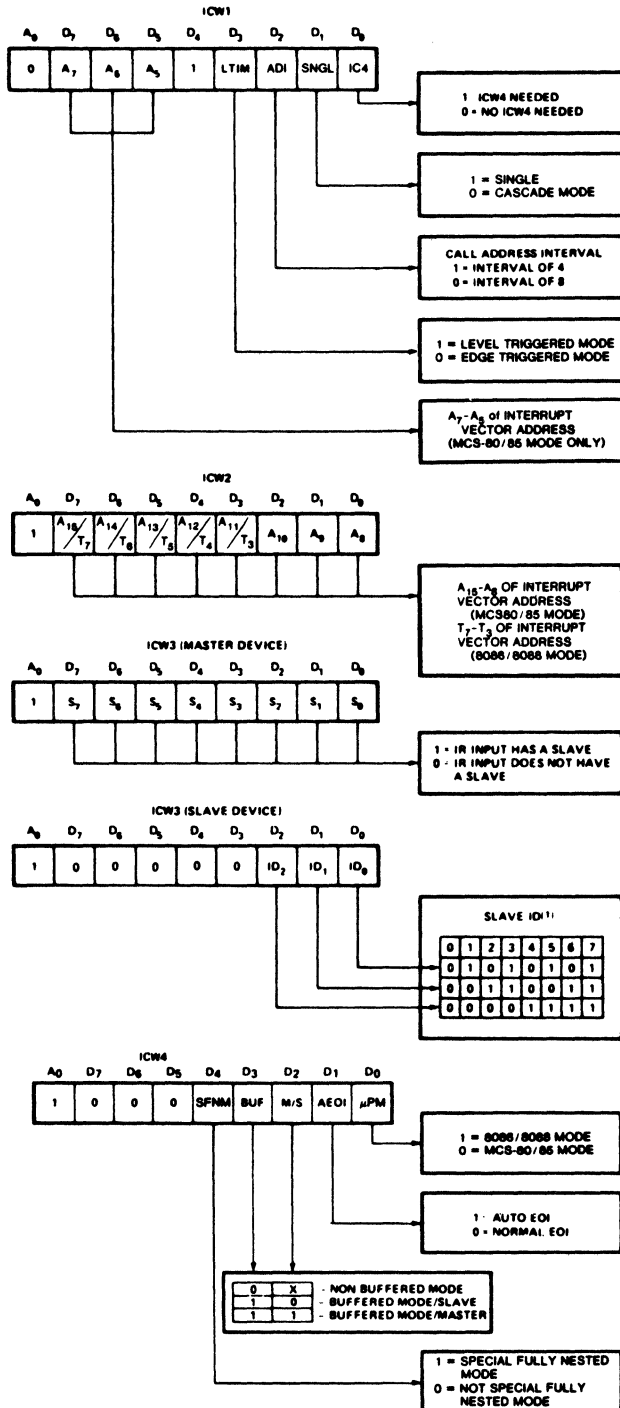 ICW1
A0 D7 D6 D5 D4 D3 D2 D1 D0
0 A7 A6 A5 1 LTIM ADI SNGL IC4
1 ICW4 NEEDED
0 = NO ICW4 NEEDED
1 = SINGLE
0 = CASCADE MODE
CALL ADDRESS INTERVAL
1 = INTERVAL OF 4
0 = INTERVAL OF 8
1 = LEVEL TRIGGERED MODE
0 = EDGE TRIGGERED MODE
A7-A5 of INTERRUPT
VECTOR ADDRESS
(MCS-80/85 MODE ONLY)
ICW2
A0 D7 D6 D5 D4 D3 D2 D1 D0
1 A15/T7 A14/T6 A13/T5 A12/T4 A11/T3 A10 A9 A8
A15-A8 OF INTERRUPT
VECTOR ADDRESS
(MCS80/85 MODE)
T7-T3 OF INTERRUPT
VECTOR ADDRESS
(8086/8088 MODE)
ICW3 (MASTER DEVICE)
A0 D7 D6 D5 D4 D3 D2 D1 D0
1 S7 S6 S5 S4 S3 S2 S1 S0
1 = IR INPUT HAS A SLAVE
0 - IR INPUT DOES NOT HAVE
A SLAVE
ICW3 (SLAVE DEVICE)
A0 D7 D6 D5 D4 D3 D2 D1 D0
1 0 0 0 0 0 ID2 ID1 ID0
SLAVE ID(1)
0 1 2 3 4 5 6 7
0 1 0 1 0 1 0 1
0 0 1 1 0 0 1 1
0 0 0 0 1 1 1 1
ICW4
A0 D7 D6 D5 D4 D3 D2 D1 D0
1 0 0 0 SFNM BUF M/S AEOI μPM
1 = 8086/8088 MODE
0 = MCS-80/85 MODE
1 - AUTO EOI
0 = NORMAL EOI
0 X - NON BUFFERED MODE
1 0 - BUFFERED MODE/SLAVE
1 1 - BUFFERED MODE/MASTER
1 = SPECIAL FULLY NESTED
MODE
0 = NOT SPECIAL FULLY
NESTED MODE